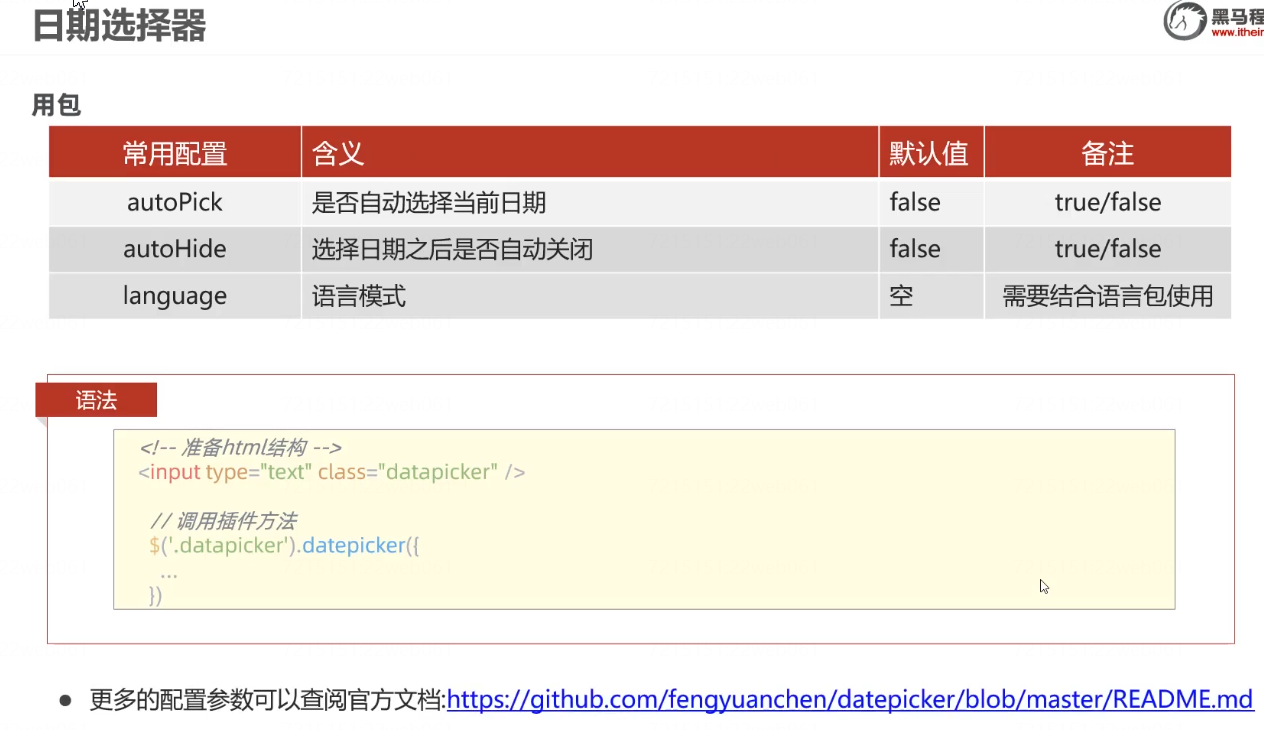 日期选择器
黑马程
www.itheir
用包
常用配置 含义 默认值 备注
autoPick 是否自动选择当前日期 false true/false
autoHide 选择日期之后是否自动关闭 false true/false
language 语言模式 空 需要结合语言包使用
语法
<!-- 准备html结构 -->
<input type="text" class="datapicker" />
// 调用插件方法
$('.datapicker').datepicker({
...
})
更多的配置参数可以查阅官方文档:https://github.com/fengyuanchen/datepicker/blob/master/README.md